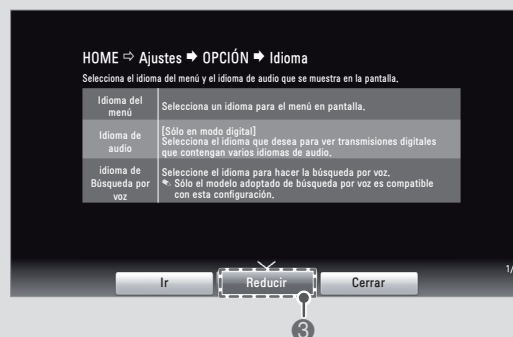 HOME ⇨ Ajustes ➡ OPCIÓN ➡ Idioma
Selecciona el idioma del menú y el idioma de audio que se muestra en la pantalla.
Idioma del
menú
Selecciona un idioma para el menú en pantalla.
Idioma de
audio
[Sólo en modo digital]
Selecciona el idioma que desea para ver transmisiones digitales
que contengan varios idiomas de audio.
idioma de
Búsqueda por
voz
Seleccione el idioma para hacer la búsqueda por voz.
Sólo el modelo adoptado de búsqueda por voz es compatible
con esta configuración.
1/
Ir
Reducir
Cerrar
3